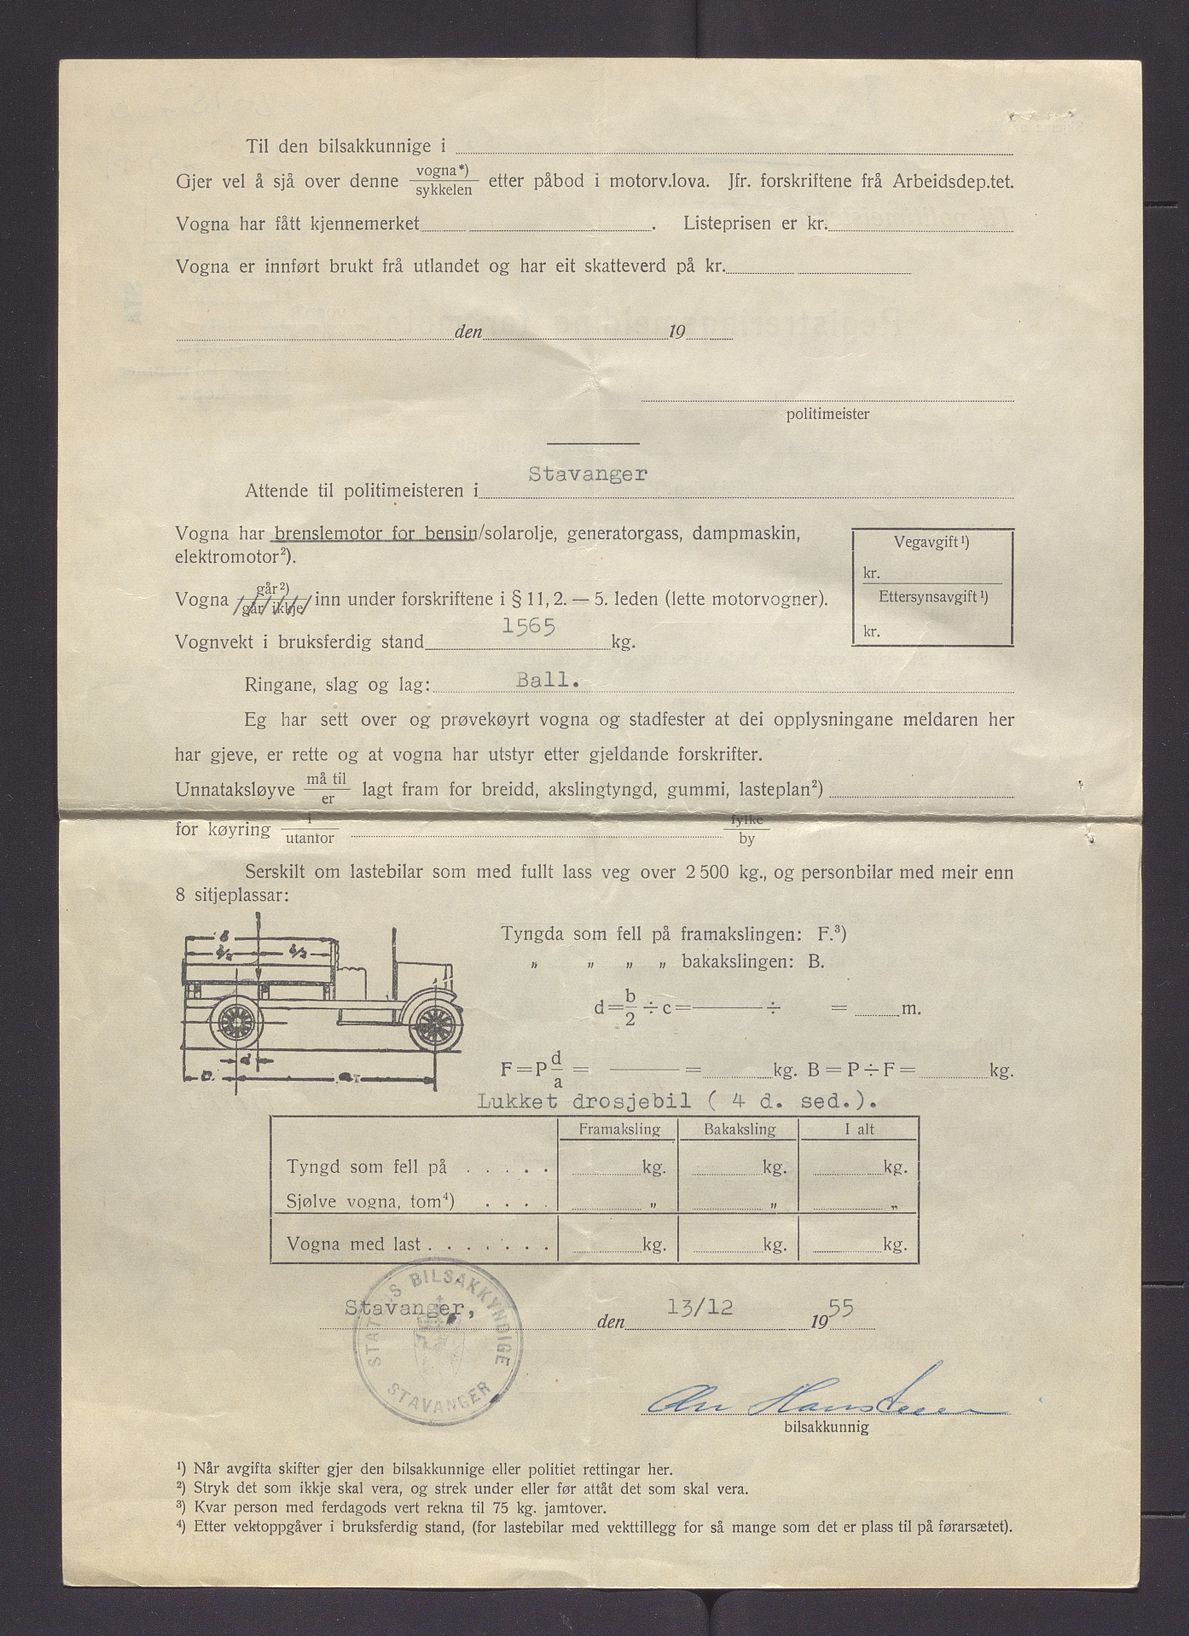 Til den bilsakkunnige i
Gjer vel å sjå over denne vogna*) sykkelen etter påbod i motorv.lova. Jfr. forskriftene frå Arbeidsdep.tet.
Vogna har fått kjennemerket . Listeprisen er kr.
Vogna er innført brukt frå utlandet og har eit skatteverd på kr.
den 19
politimeister
Stavanger
Attende til politimeisteren i
Vogna har brenslemotor for bensin/solarolje, generatorgass, dampmaskin,
elektromotor²).
Vegavgift¹)
kr.
Ettersynsavgift¹)
kr.
Vogna går²) går ikkje inn under forskriftene i § 11, 2. — 5. leden (lette motorvogner).
Vognvekt i bruksferdig stand 1565 kg.
Ringane, slag og lag: Ball.
Eg har sett over og prøvekøyrt vogna og stadfester at dei opplysningane meldaren her
har gjeve, er rette og at vogna har utstyr etter gjeldande forskrifter.
Unnataksløyve må til er lagt fram for breidd, akslingtyngd, gummi, lasteplan²)
for køyring i utanfor fylke by
Serskilt om lastebilar som med fullt lass veg over 2 500 kg., og personbilar med meir enn
8 sitjeplassar:
Tyngda som fell på framakslingen: F.³)
„ „ „ „ bakakslingen: B.
d = b/2 ÷ c = ÷ = m.
F = P d/a = = kg. B = P ÷ F = kg.
Lukket drosjebil ( 4 d. sed.).
Framaksling Bakaksling I alt
Tyngd som fell på . . . . . kg. kg. kg.
Sjølve vogna, tom⁴) . . . . „ „ „
Vogna med last . . . . . . . kg. kg. kg.
STATENS BILSAKKYNDIGE
STAVANGER
Stavanger, den 13/12 1955
bilsakkunnig
¹) Når avgifta skifter gjer den bilsakkunnige eller politiet rettingar her.
²) Stryk det som ikkje skal vera, og strek under eller før attåt det som skal vera.
³) Kvar person med ferdagods vert rekna til 75 kg. jamtover.
⁴) Etter vektoppgåver i bruksferdig stand, (for lastebilar med vekttillegg for så mange som det er plass til på førarsætet).